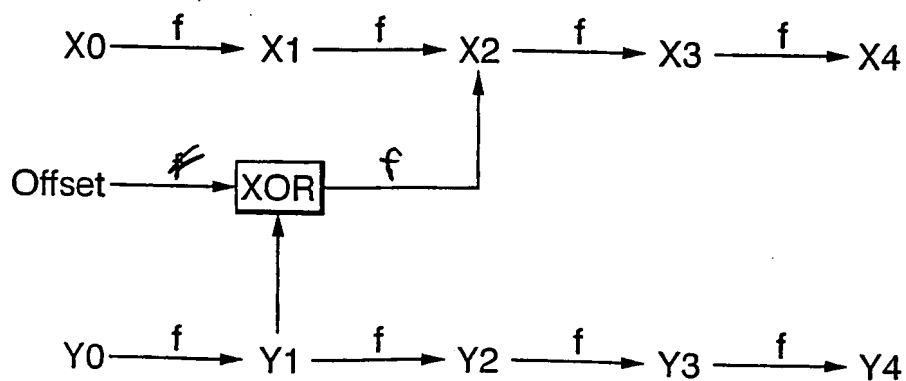 f f f f
X0 X1 X2 X3 X4
f f
Offset XOR
f f f f
Y0 Y1 Y2 Y3 Y4